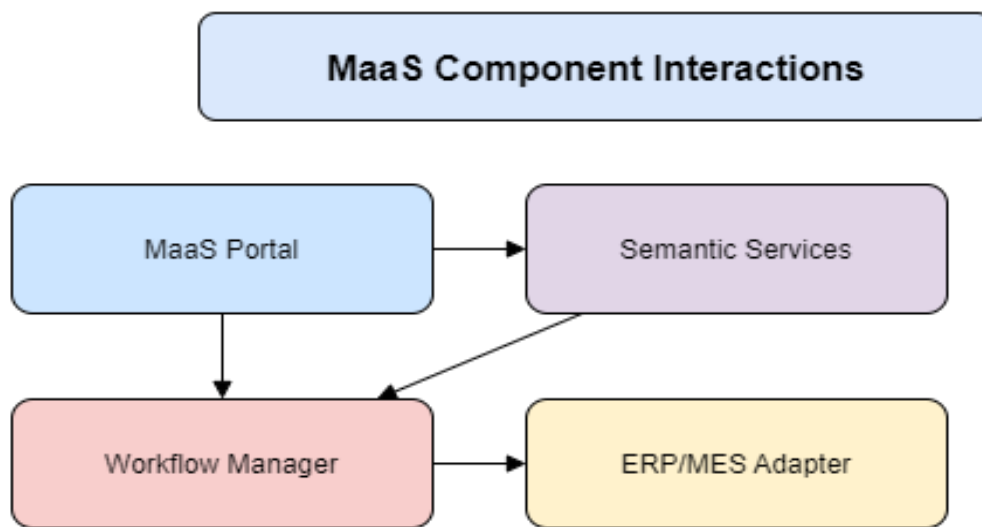 MaaS Component Interactions
MaaS Portal
Semantic Services
Workflow Manager
ERP/MES Adapter